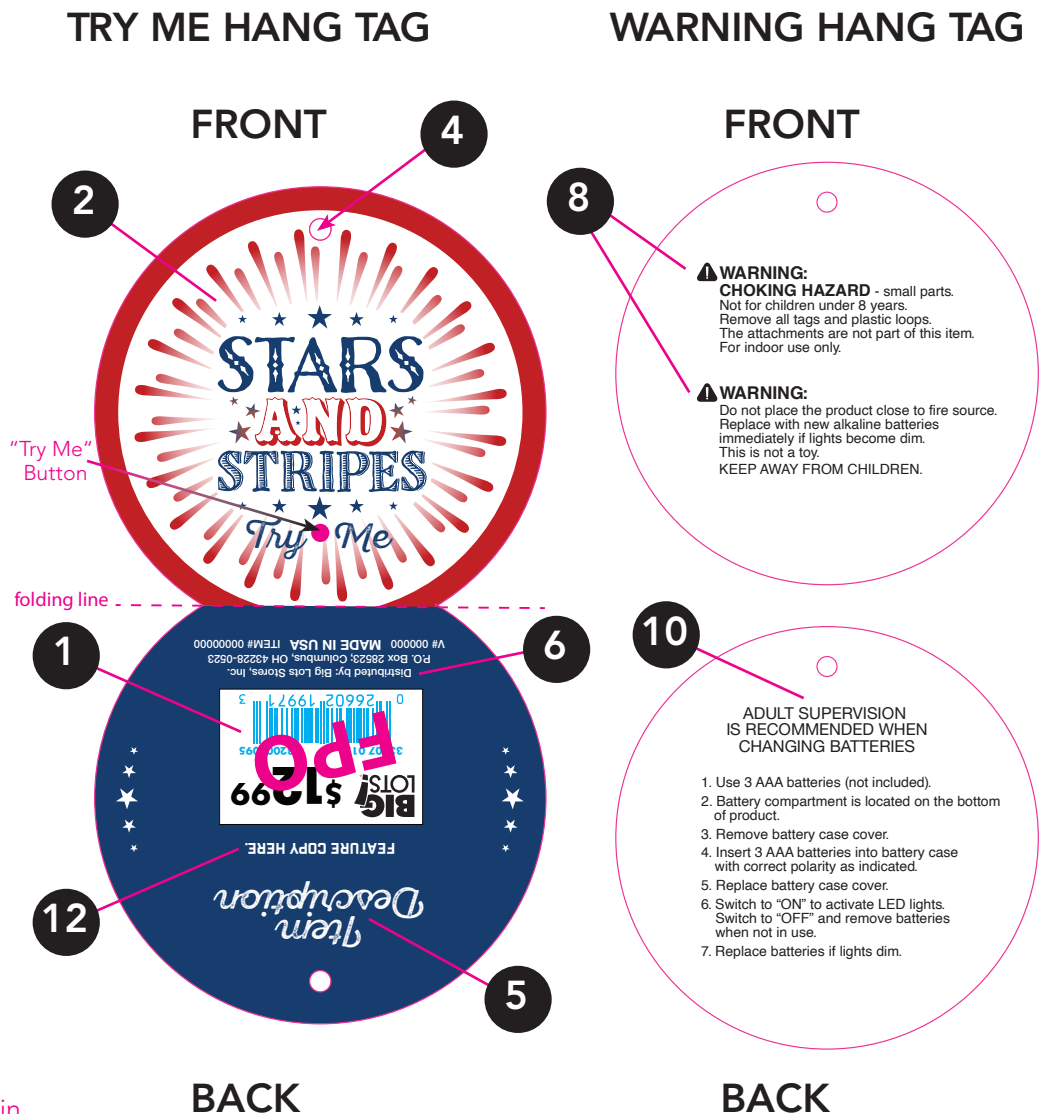 TRY ME HANG TAG
WARNING HANG TAG
FRONT
FRONT
4
2
8
STARS
AND
STRIPES
Try Me
"Try Me"
Button
folding line
WARNING:
CHOKING HAZARD - small parts.
Not for children under 8 years.
Remove all tags and plastic loops.
The attachments are not part of this item.
For indoor use only.
WARNING:
Do not place the product close to fire source.
Replace with new alkaline batteries
immediately if lights become dim.
This is not a toy.
KEEP AWAY FROM CHILDREN.
1
6
12
5
Item
Description
FEATURE COPY HERE.
BIG LOTS!
$12.99
FPO
0 26602 19971 3
Distributed by: Big Lots Stores, Inc.
P.O. Box 28523; Columbus, OH 43228-0523
V# 000000 MADE IN USA ITEM# 000000000
10
ADULT SUPERVISION
IS RECOMMENDED WHEN
CHANGING BATTERIES
1. Use 3 AAA batteries (not included).
2. Battery compartment is located on the bottom
of product.
3. Remove battery case cover.
4. Insert 3 AAA batteries into battery case
with correct polarity as indicated.
5. Replace battery case cover.
6. Switch to “ON” to activate LED lights.
Switch to “OFF” and remove batteries
when not in use.
7. Replace batteries if lights dim.
in
BACK
BACK